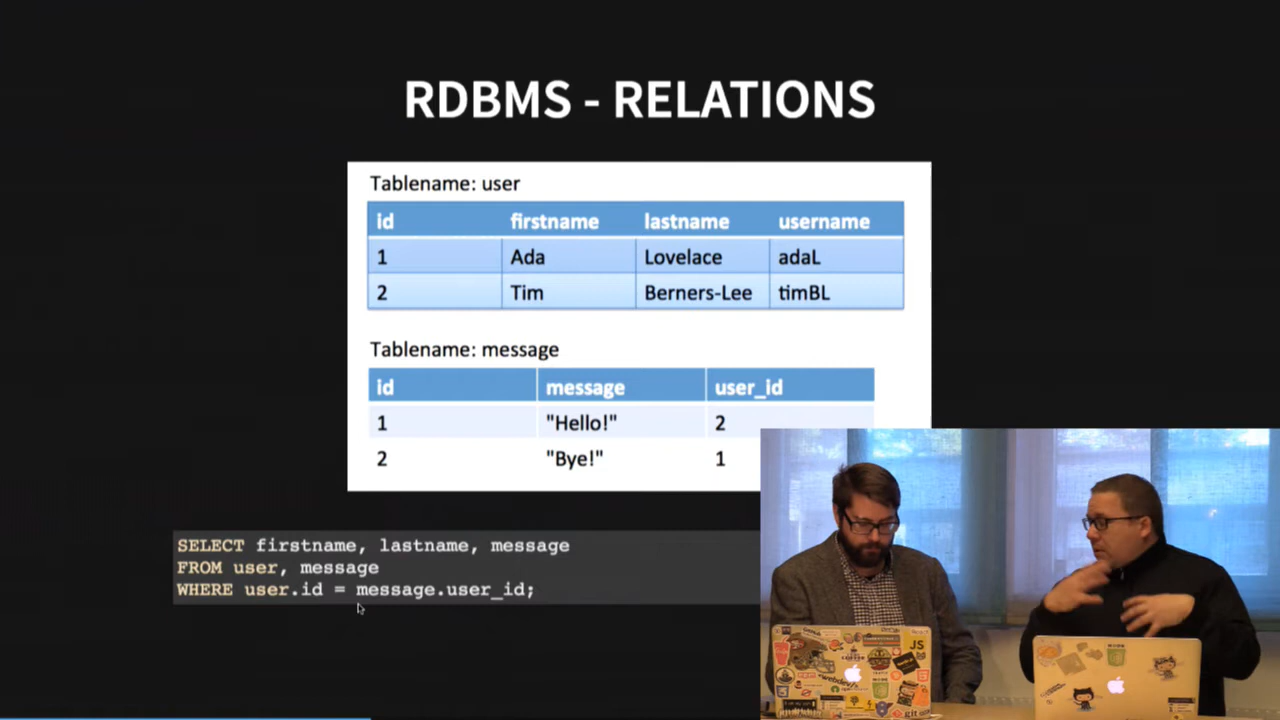 RDBMS - RELATIONS
Tablename: user
id firstname lastname username
1 Ada Lovelace adaL
2 Tim Berners-Lee timBL
Tablename: message
id message user_id
1 "Hello!" 2
2 "Bye!" 1
SELECT firstname, lastname, message
FROM user, message
WHERE user.id = message.user_id;
JS
git